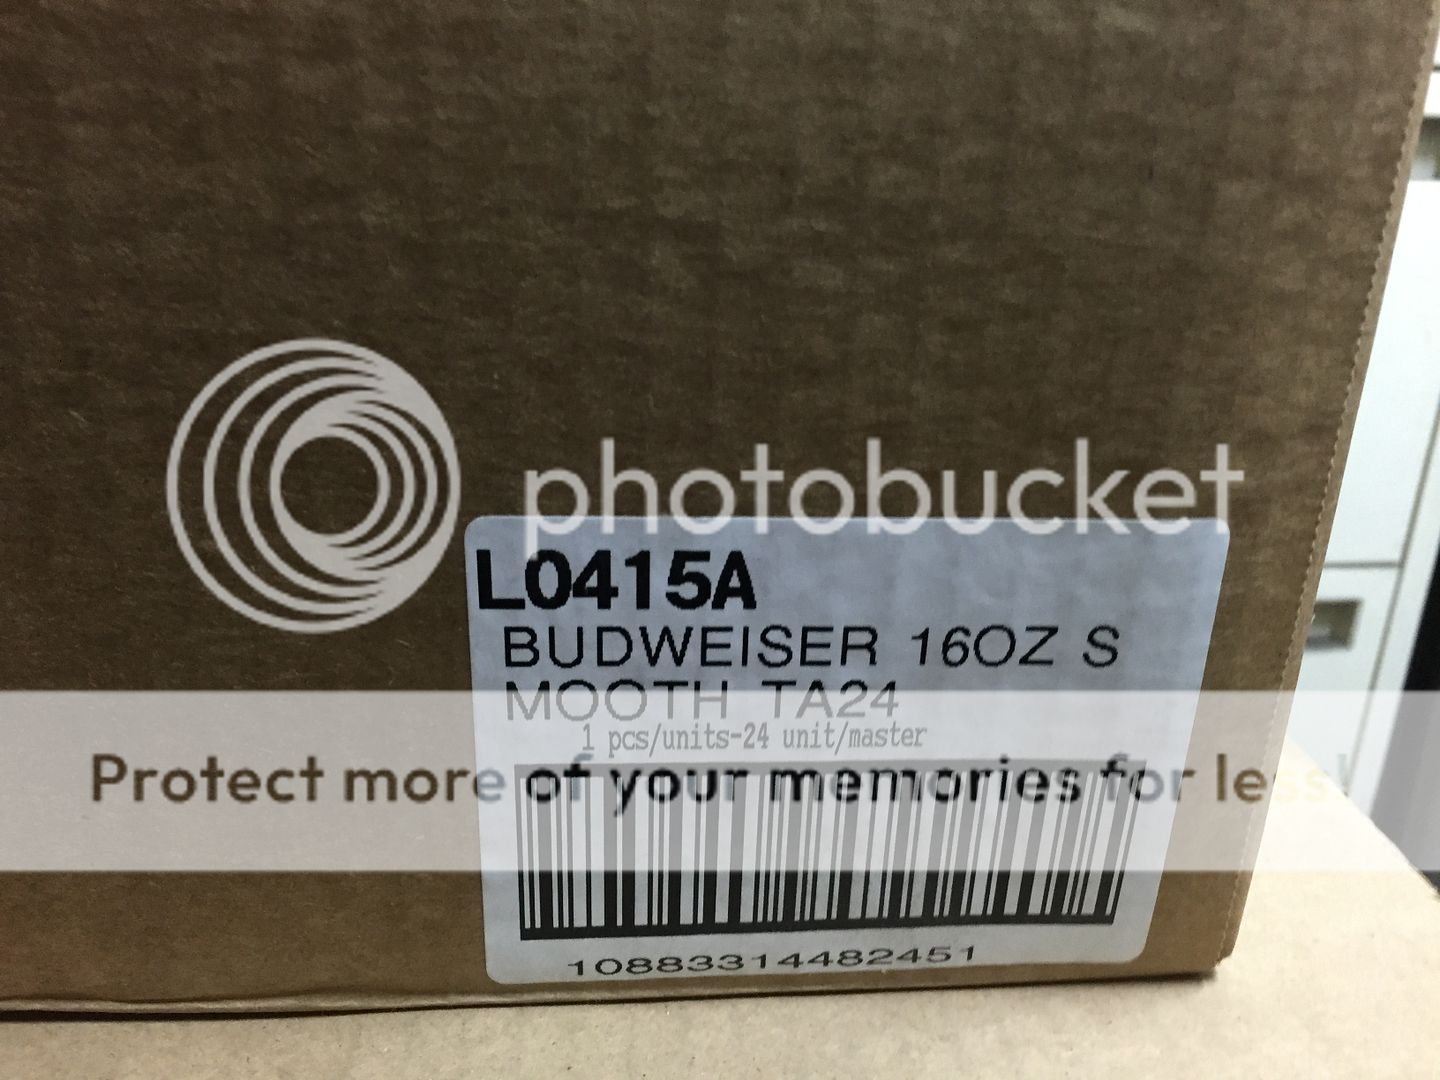 photobucket
L0415A
BUDWEISER 16OZ S
MOOTH TA24
1 pcs/units-24 unit/master
Protect more of your memories for less!
10883314482451